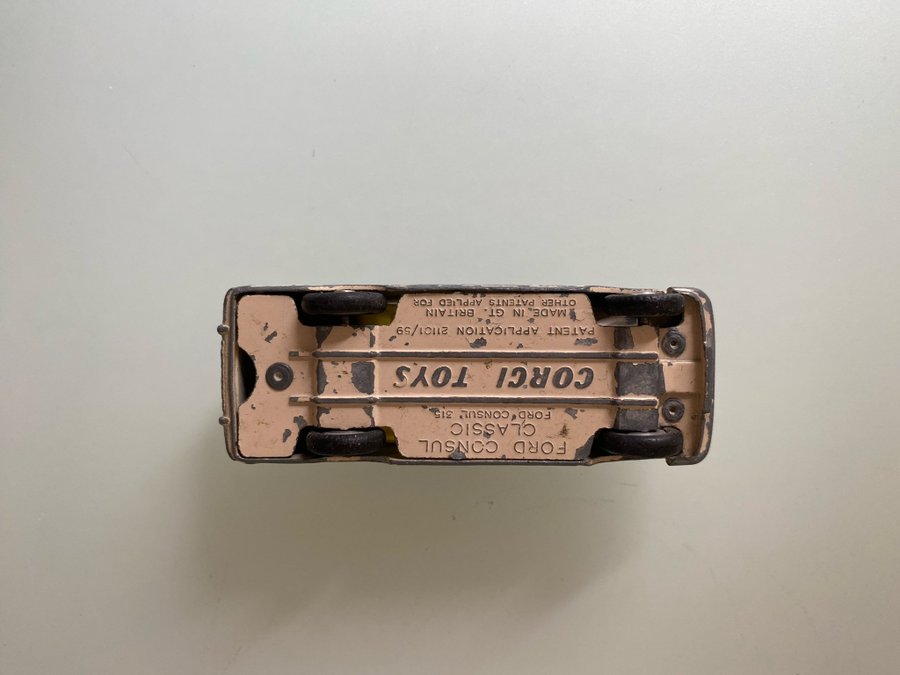 FORD CONSUL
CLASSIC
FORD CONSUL 315
CORGI TOYS
PATENT APPLICATION 21101/59
MADE IN GT. BRITAIN
OTHER PATENTS APPLIED FOR